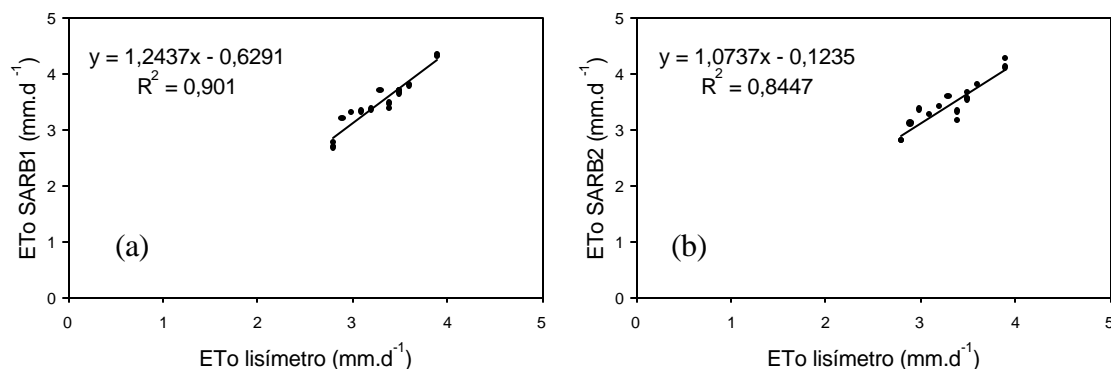 5
4
3
2
1
0
ETo SARB1 (mm.d⁻¹)
y = 1,2437x - 0,6291
R² = 0,901
(a)
0 1 2 3 4 5
ETo lisímetro (mm.d⁻¹)
5
4
3
2
1
0
ETo SARB2 (mm.d⁻¹)
y = 1,0737x - 0,1235
R² = 0,8447
(b)
0 1 2 3 4 5
ETo lisímetro (mm.d⁻¹)